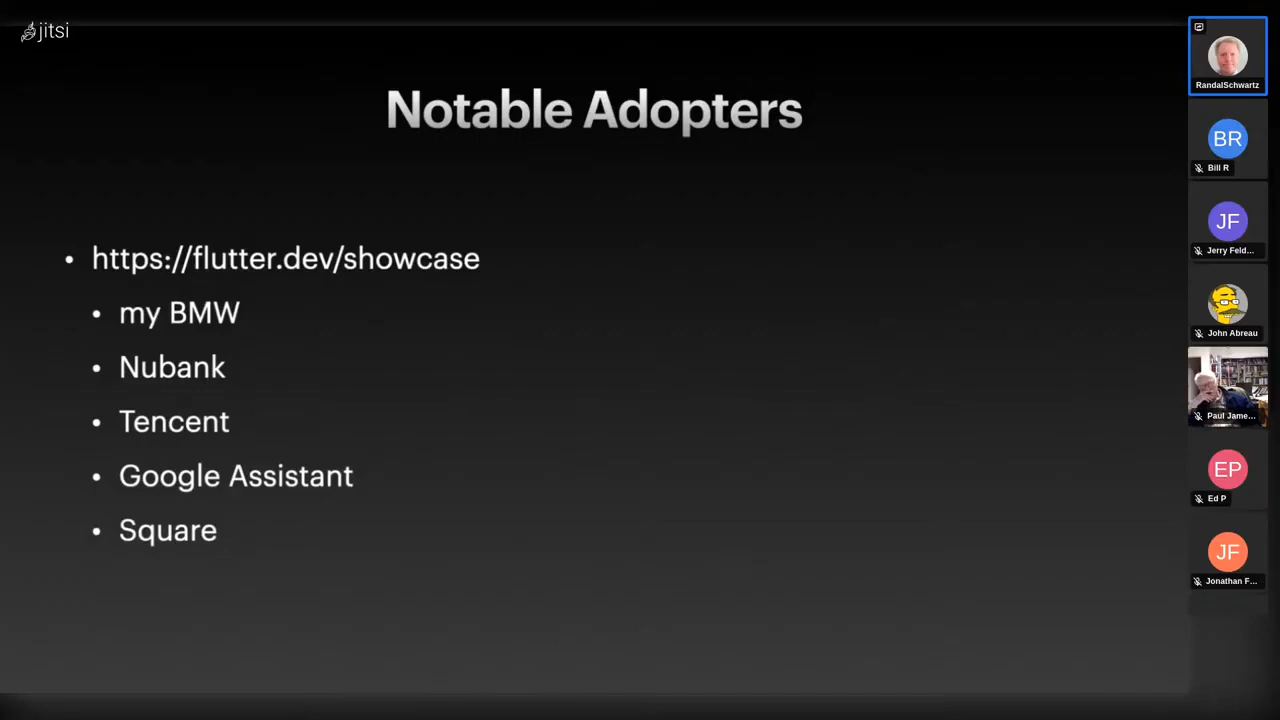 jitsi
Notable Adopters
• https://flutter.dev/showcase
• my BMW
• Nubank
• Tencent
• Google Assistant
• Square
RandalSchwartz
BR
Bill R
JF
Jerry Feld...
John Abreau
Paul Jame...
EP
Ed P
JF
Jonathan F...